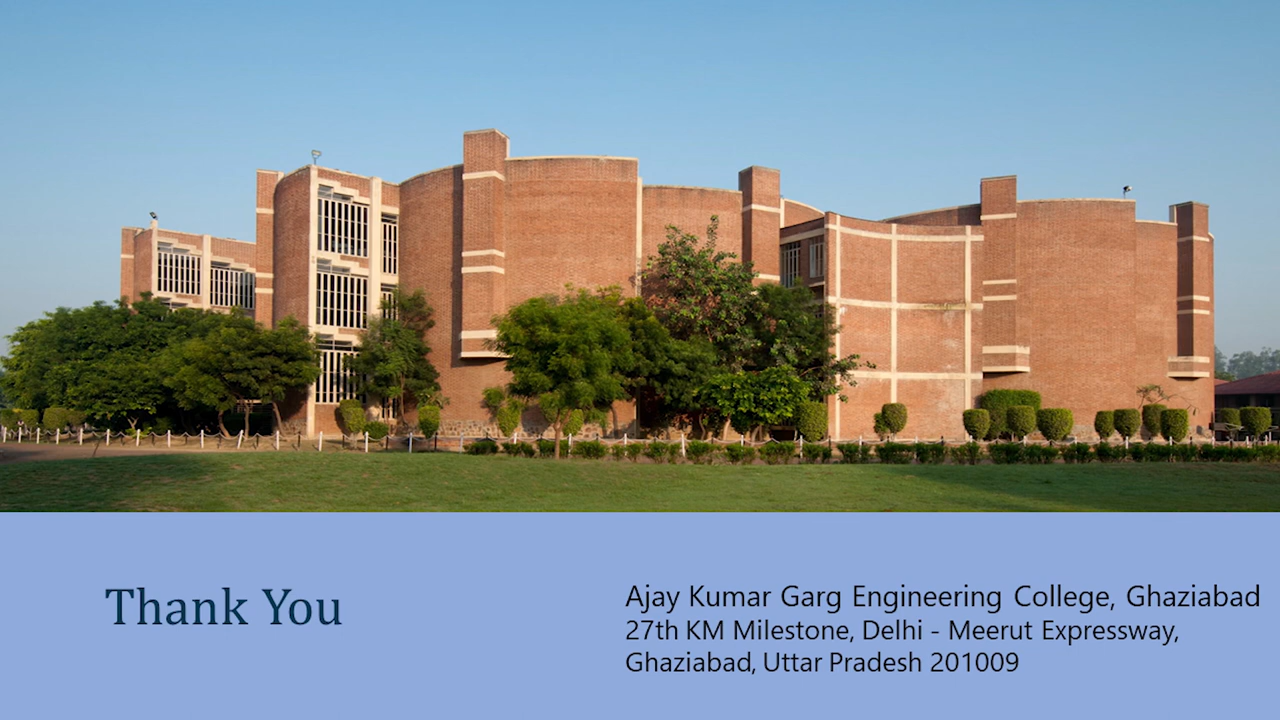 Thank You
Ajay Kumar Garg Engineering College, Ghaziabad
27th KM Milestone, Delhi - Meerut Expressway,
Ghaziabad, Uttar Pradesh 201009